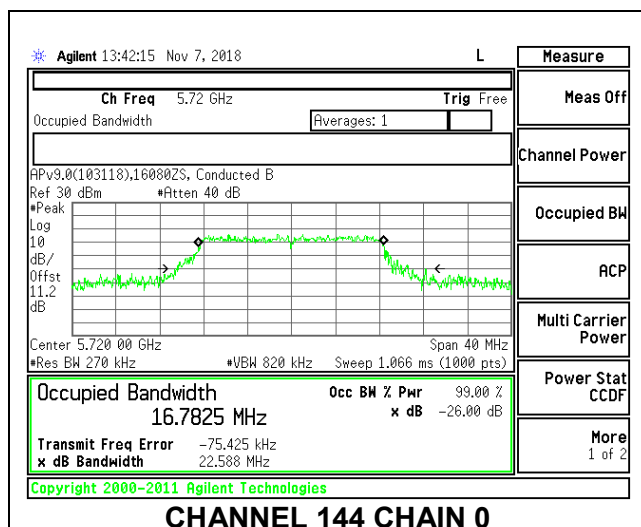 Agilent 13:42:15 Nov 7, 2018 L
Measure
Ch Freq 5.72 GHz Trig Free
Occupied Bandwidth Averages: 1
APv9.0(103118),16080ZS, Conducted B
Ref 30 dBm #Atten 40 dB
#Peak
Log
10
dB/
Offst
11.2
dB
Center 5.720 00 GHz Span 40 MHz
#Res BW 270 kHz #VBW 820 kHz Sweep 1.066 ms (1000 pts)
Occupied Bandwidth Occ BW % Pwr 99.00 %
16.7825 MHz x dB -26.00 dB
Transmit Freq Error -75.425 kHz
x dB Bandwidth 22.588 MHz
Copyright 2000-2011 Agilent Technologies
Meas Off
Channel Power
Occupied BW
ACP
Multi Carrier
Power
Power Stat
CCDF
More
1 of 2
CHANNEL 144 CHAIN 0